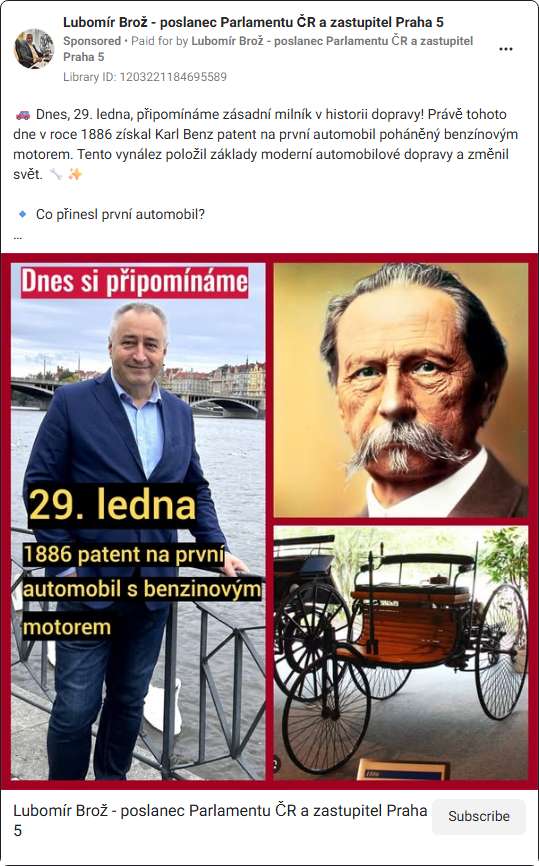 Lubomír Brož - poslanec Parlamentu ČR a zastupitel Praha 5
Sponsored • Paid for by Lubomír Brož - poslanec Parlamentu ČR a zastupitel
Praha 5
Library ID: 1203221184695589
🚗 Dnes, 29. ledna, připomínáme zásadní milník v historii dopravy! Právě tohoto
dne v roce 1886 získal Karl Benz patent na první automobil poháněný benzínovým
motorem. Tento vynález položil základy moderní automobilové dopravy a změnil
svět. 🔧 ✨
🔹 Co přinesl první automobil?
...
Dnes si připomínáme
29. ledna
1886 patent na první
automobil s benzinovým
motorem
1886
Lubomír Brož - poslanec Parlamentu ČR a zastupitel Praha
5
Subscribe